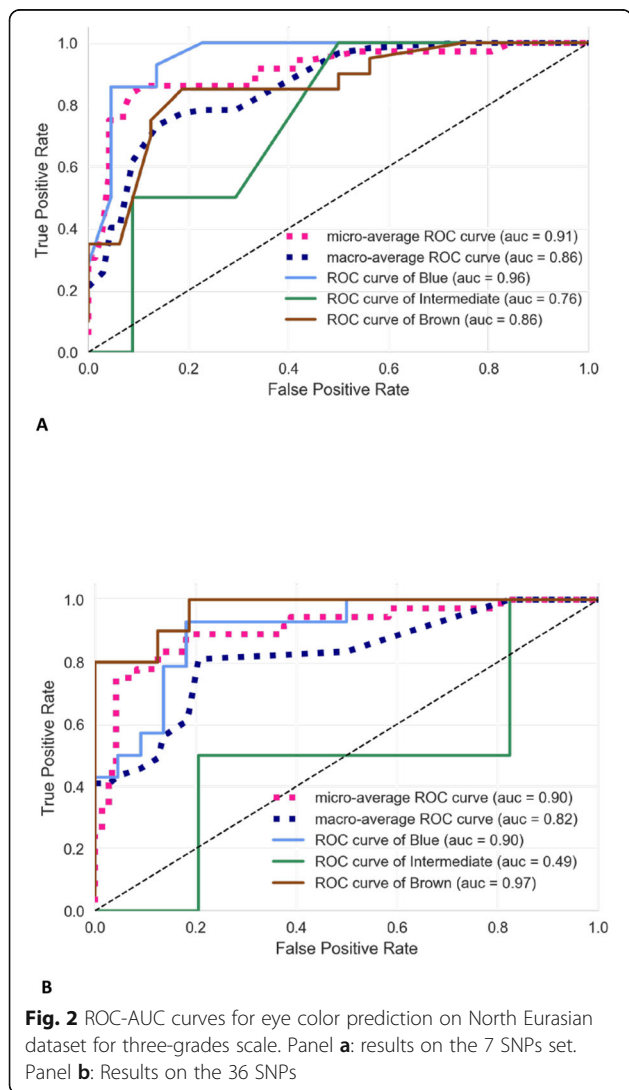 1.0
0.8
0.6
0.4
0.2
0.0
True Positive Rate
micro-average ROC curve (auc = 0.91)
macro-average ROC curve (auc = 0.86)
ROC curve of Blue (auc = 0.96)
ROC curve of Intermediate (auc = 0.76)
ROC curve of Brown (auc = 0.86)
0.0 0.2 0.4 0.6 0.8 1.0
False Positive Rate
A
1.0
0.8
0.6
0.4
0.2
0.0
True Positive Rate
micro-average ROC curve (auc = 0.90)
macro-average ROC curve (auc = 0.82)
ROC curve of Blue (auc = 0.90)
ROC curve of Intermediate (auc = 0.49)
ROC curve of Brown (auc = 0.97)
0.0 0.2 0.4 0.6 0.8 1.0
False Positive Rate
B
Fig. 2 ROC-AUC curves for eye color prediction on North Eurasian
dataset for three-grades scale. Panel a: results on the 7 SNPs set.
Panel b: Results on the 36 SNPs